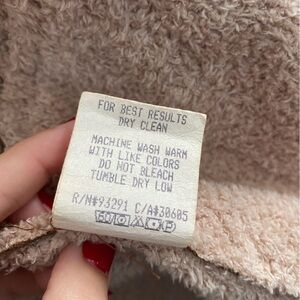 FOR BEST RESULTS
DRY CLEAN
MACHINE WASH WARM
WITH LIKE COLORS
DO NOT BLEACH
TUMBLE DRY LOW
R/N#93291 C/A#30605